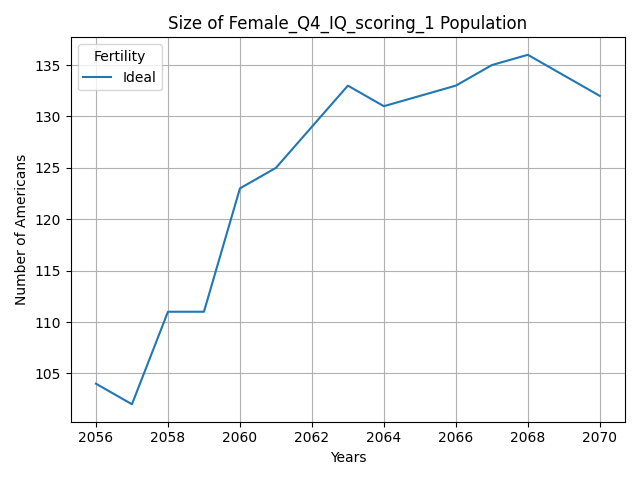 Size of Female_Q4_IQ_scoring_1 Population
Fertility
Ideal
Number of Americans
135
130
125
120
115
110
105
2056 2058 2060 2062 2064 2066 2068 2070
Years